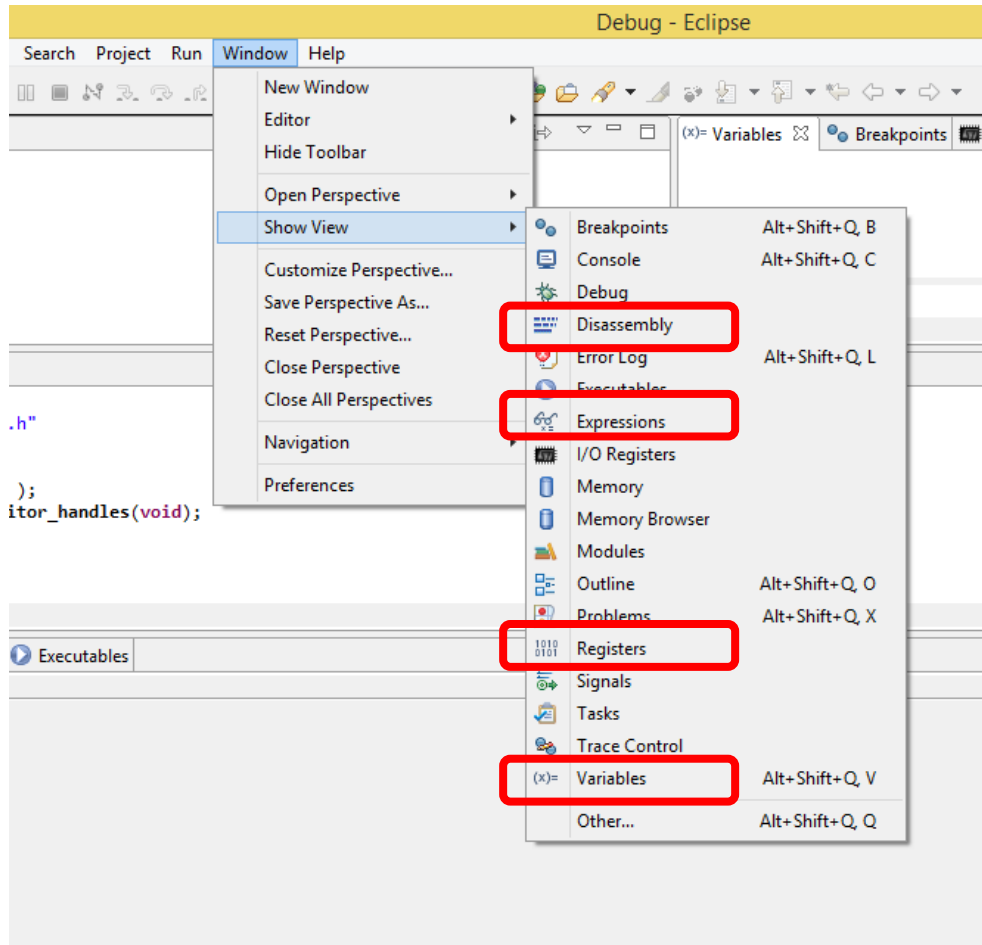 Debug - Eclipse
Search Project Run Window Help
New Window
Editor
Hide Toolbar
Open Perspective
Show View
Customize Perspective...
Save Perspective As...
Reset Perspective...
Close Perspective
Close All Perspectives
Navigation
Preferences
(x)= Variables Breakpoints
Breakpoints Alt+Shift+Q, B
Console Alt+Shift+Q, C
Debug
Disassembly
Error Log Alt+Shift+Q, L
Executables
Expressions
I/O Registers
Memory
Memory Browser
Modules
Outline Alt+Shift+Q, O
Problems Alt+Shift+Q, X
1010
0101 Registers
Signals
Tasks
Trace Control
(x)= Variables Alt+Shift+Q, V
Other... Alt+Shift+Q, Q
.h"
);
itor_handles(void);
Executables